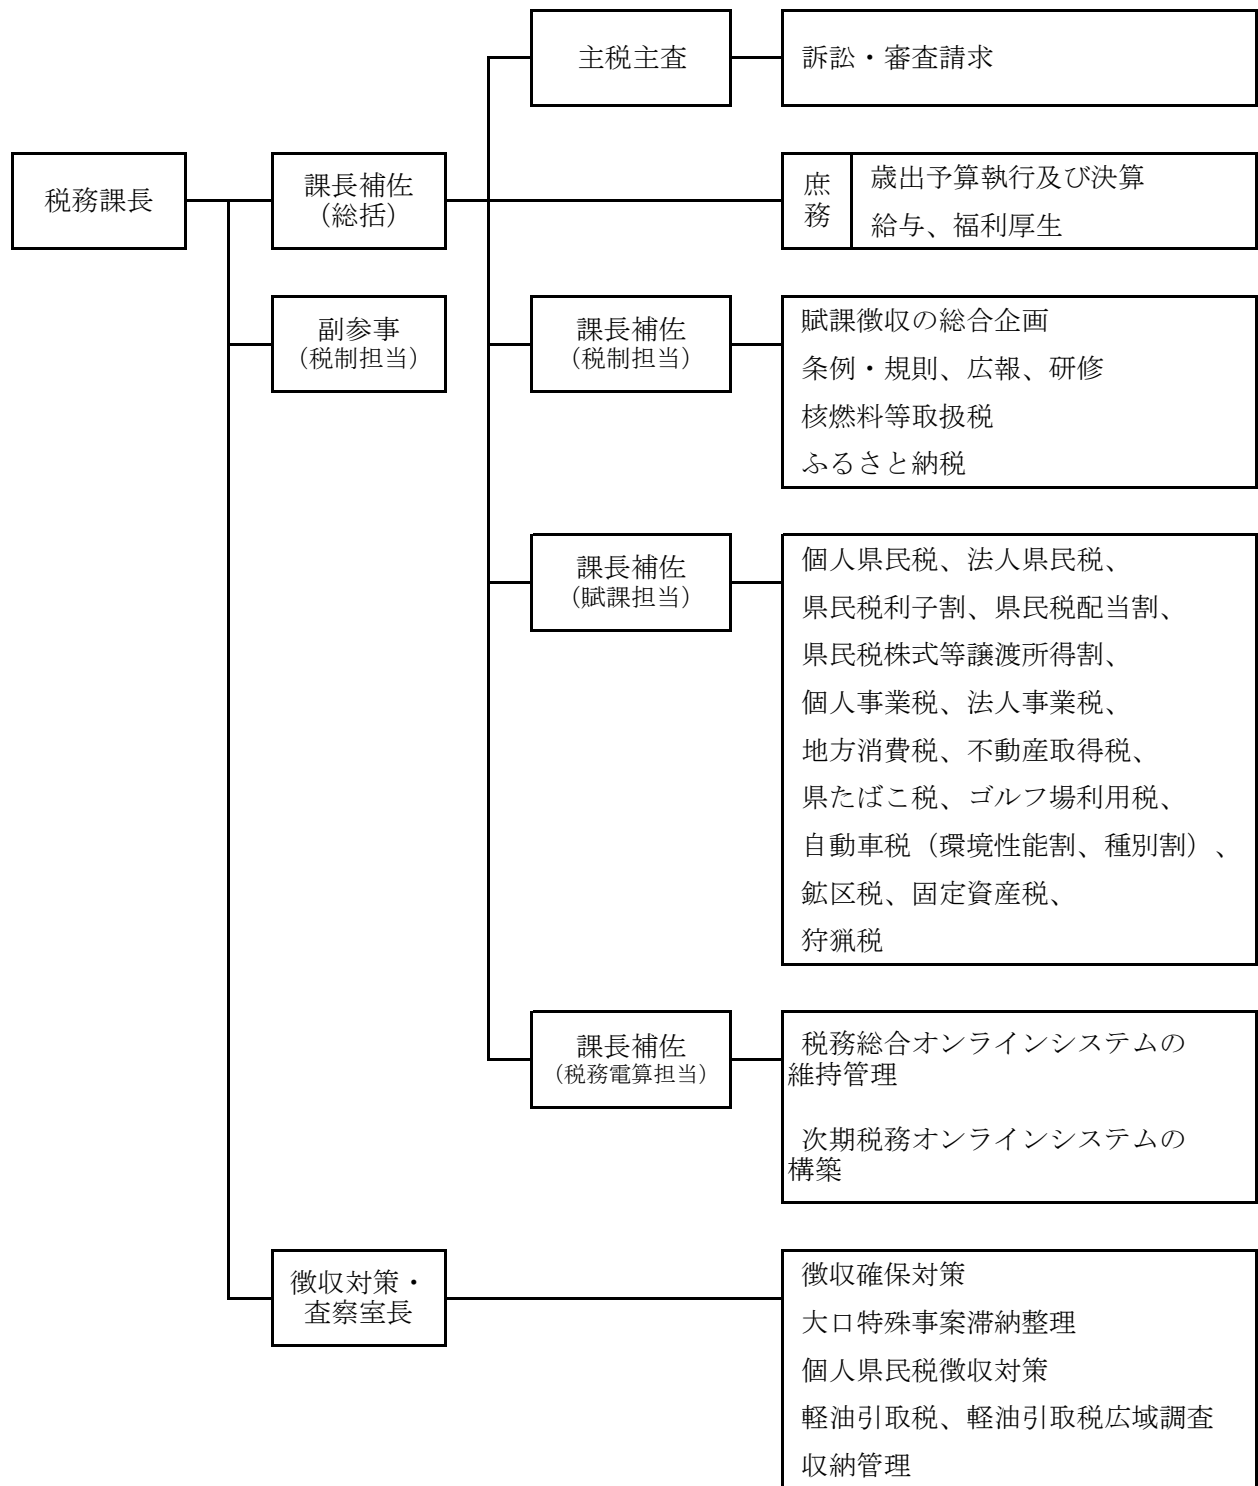 主税主査
訴訟・審査請求
税務課長
課長補佐
（総括）
庶務
歳出予算執行及び決算
給与、福利厚生
副参事
（税制担当）
課長補佐
（税制担当）
賦課徴収の総合企画
条例・規則、広報、研修
核燃料等取扱税
ふるさと納税
課長補佐
（賦課担当）
個人県民税、法人県民税、
県民税利子割、県民税配当割、
県民税株式等譲渡所得割、
個人事業税、法人事業税、
地方消費税、不動産取得税、
県たばこ税、ゴルフ場利用税、
自動車税（環境性能割、種別割）、
鉱区税、固定資産税、
狩猟税
課長補佐
（税務電算担当）
税務総合オンラインシステムの
維持管理
次期税務オンラインシステムの
構築
徴収対策・
査察室長
徴収確保対策
大口特殊事案滞納整理
個人県民税徴収対策
軽油引取税、軽油引取税広域調査
収納管理